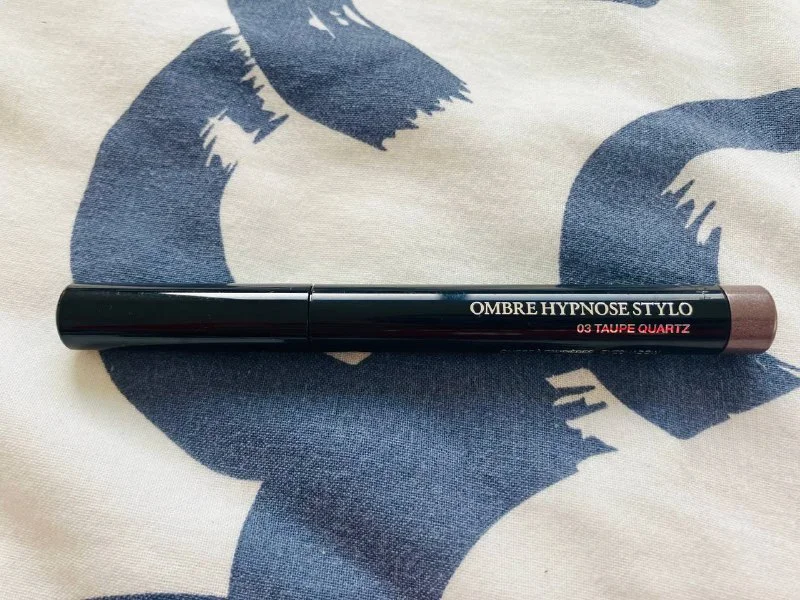 OMBRE HYPNOSE STYLO
03 TAUPE QUARTZ